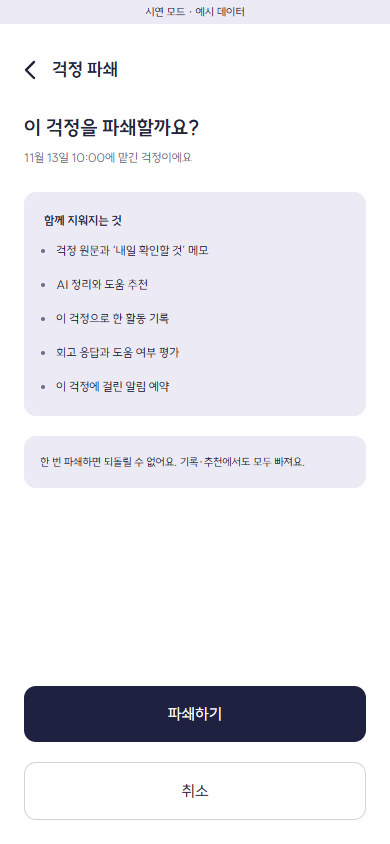 시연 모드 · 예시 데이터
걱정 파쇄
이 걱정을 파쇄할까요?
11월 13일 10:00에 맡긴 걱정이에요
함께 지워지는 것
• 걱정 원문과 ‘내일 확인할 것’ 메모
• AI 정리와 도움 추천
• 이 걱정으로 한 활동 기록
• 회고 응답과 도움 여부 평가
• 이 걱정에 걸린 알림 예약
한 번 파쇄하면 되돌릴 수 없어요. 기록·추천에서도 모두 빠져요.
파쇄하기
취소